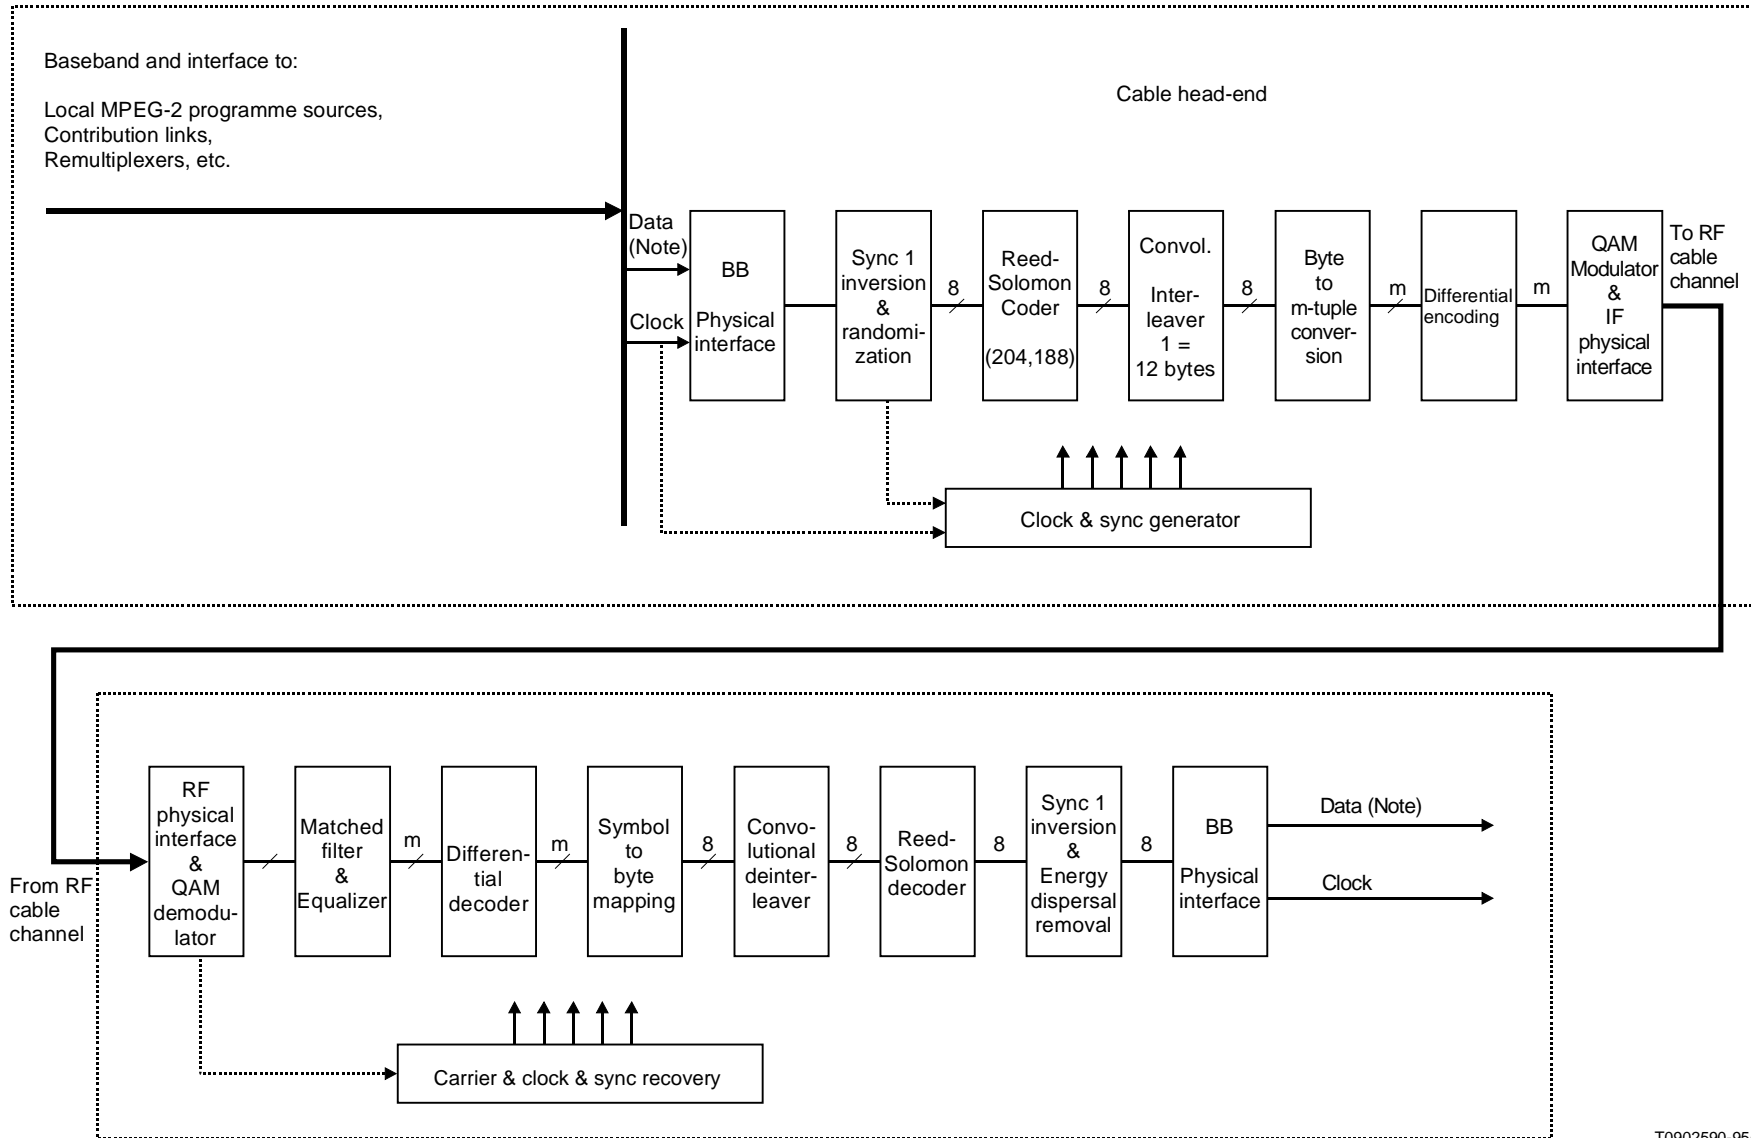 Baseband and interface to:
Local MPEG-2 programme sources,
Contribution links,
Remultiplexers, etc.
Cable head-end
Data
(Note)
Clock
BB
Physical
interface
Sync 1
inversion
&
randomi-
zation
8
Reed-
Solomon
Coder
(204,188)
8
Convol.
Inter-
leaver
1 =
12 bytes
8
Byte
to
m-tuple
conver-
sion
m
Differential
encoding
m
QAM
Modulator
&
IF
physical
interface
To RF
cable
channel
Clock & sync generator
From RF
cable
channel
RF
physical
interface
&
QAM
demodu-
lator
Matched
filter
&
Equalizer
m
Differen-
tial
decoder
m
Symbol
to
byte
mapping
8
Convo-
lutional
deinter-
leaver
8
Reed-
Solomon
decoder
8
Sync 1
inversion
&
Energy
dispersal
removal
8
BB
Physical
interface
Data (Note)
Clock
Carrier & clock & sync recovery
T0902590-95